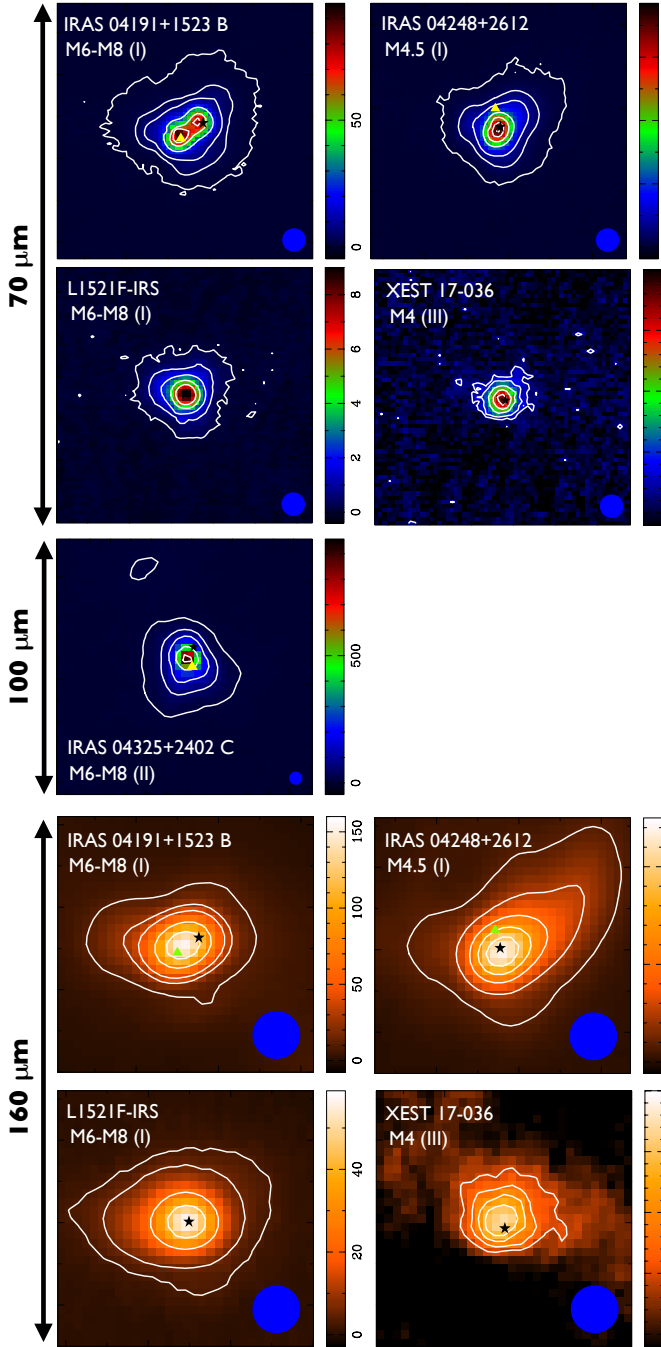 70 µm
IRAS 04191+1523 B
M6-M8 (I)
0
50
IRAS 04248+2612
M4.5 (I)
L1521F-IRS
M6-M8 (I)
0
2
4
6
8
XEST 17-036
M4 (III)
100 µm
IRAS 04325+2402 C
M6-M8 (II)
0
500
160 µm
IRAS 04191+1523 B
M6-M8 (I)
0
50
100
150
IRAS 04248+2612
M4.5 (I)
L1521F-IRS
M6-M8 (I)
0
20
40
XEST 17-036
M4 (III)